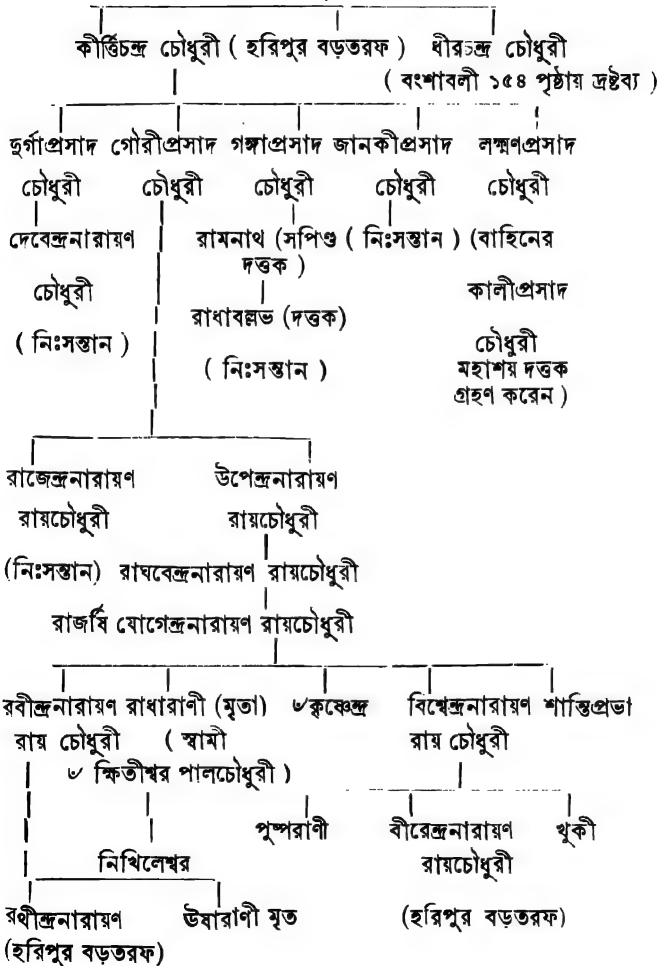 কীর্ত্তিচন্দ্র চৌধুরী ( হরিপুর বড়তরফ ) ধীরচন্দ্র চৌধুরী
( বংশাবলী ১৫৪ পৃষ্ঠায় দ্রষ্টব্য )
দুর্গাপ্রসাদ গৌরীপ্রসাদ গঙ্গাপ্রসাদ জানকীপ্রসাদ লক্ষ্মণপ্রসাদ
চৌধুরী চৌধুরী চৌধুরী চৌধুরী চৌধুরী
দেবেন্দ্রনারায়ণ রামনাথ (সপিণ্ড ( নিঃসন্তান ) (বাহিনের
চৌধুরী দত্তক ) কালীপ্রসাদ
রাধাবল্লভ (দত্তক)
( নিঃসন্তান ) ( নিঃসন্তান ) চৌধুরী
মহাশয় দত্তক
গ্রহণ করেন )
রাজেন্দ্রনারায়ণ উপেন্দ্রনারায়ণ
রায়চৌধুরী রায়চৌধুরী
(নিঃসন্তান) রাঘবেন্দ্রনারায়ণ রায়চৌধুরী
রাজর্ষি যোগেন্দ্রনারায়ণ রায়চৌধুরী
রবীন্দ্রনারায়ণ রাধারাণী (মৃতা) ৺কৃষ্ণেন্দ্র বিশ্বেন্দ্রনারায়ণ শান্তিপ্রভা
রায় চৌধুরী ( স্বামী রায় চৌধুরী
৺ ক্ষিতীশ্বর পালচৌধুরী )
পুষ্পরাণী বীরেন্দ্রনারায়ণ খুকী
নিখিলেশ্বর রায়চৌধুরী
রথীন্দ্রনারায়ণ ঊষারাণী মৃত (হরিপুর বড়তরফ)
(হরিপুর বড়তরফ)